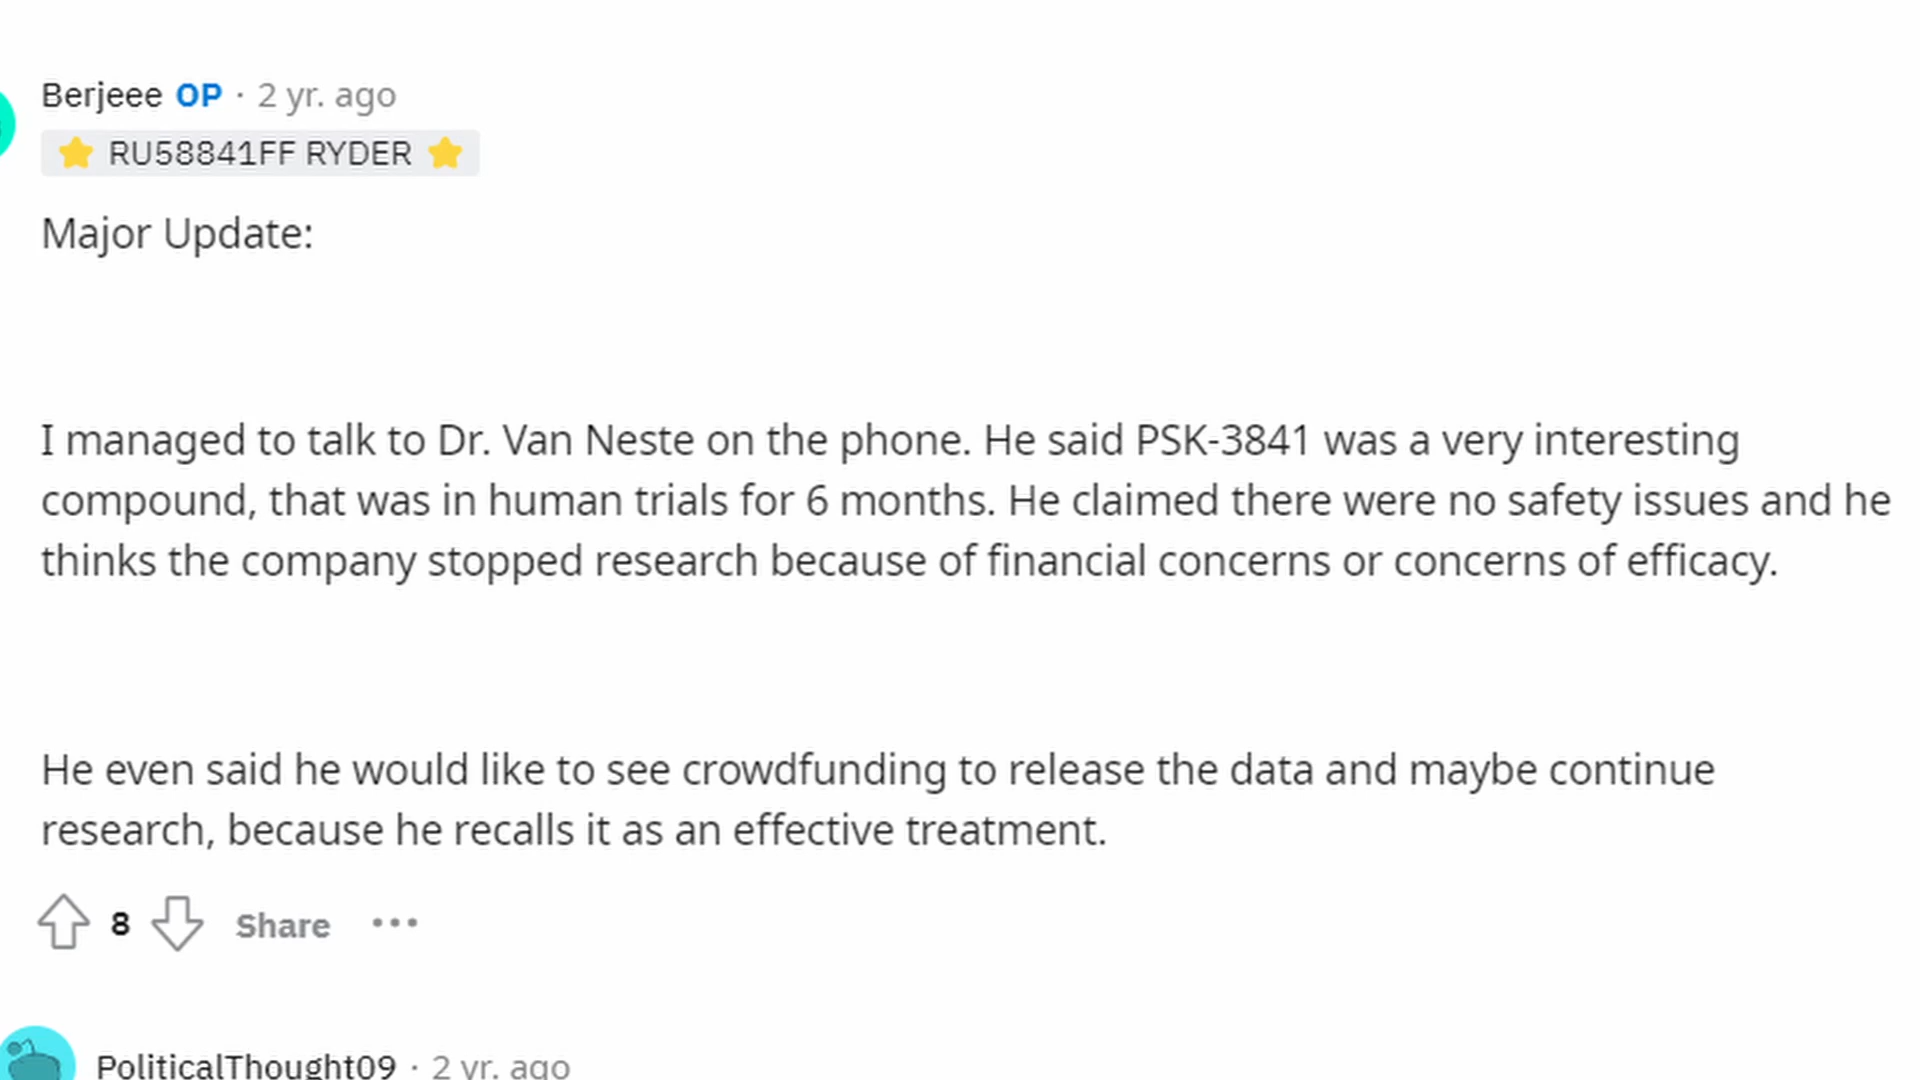 Berjeee OP · 2 yr. ago
⭐ RU58841FF RYDER ⭐
Major Update:
I managed to talk to Dr. Van Neste on the phone. He said PSK-3841 was a very interesting
compound, that was in human trials for 6 months. He claimed there were no safety issues and he
thinks the company stopped research because of financial concerns or concerns of efficacy.
He even said he would like to see crowdfunding to release the data and maybe continue
research, because he recalls it as an effective treatment.
8 Share ···
PoliticalThought09 · 2 yr. ago